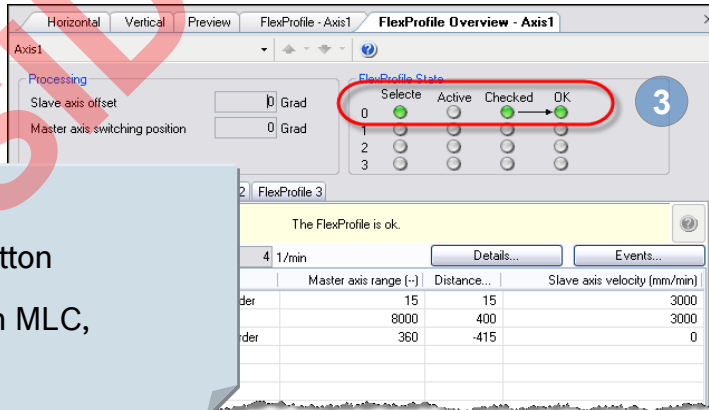 Horizontal Vertical Preview FlexProfile - Axis1 FlexProfile Overview - Axis1
Axis1
Processing
Slave axis offset 0 Grad
Master axis switching position 0 Grad
FlexProfile State
Selecte Active Checked OK
0
1
2
3
3
2 FlexProfile 3
The FlexProfile is ok.
4 1/min Details... Events...
Master axis range (--) Distance... Slave axis velocity (mm/min)
der 15 15 3000
8000 400 3000
rder 360 -415 0
tton
n MLC,